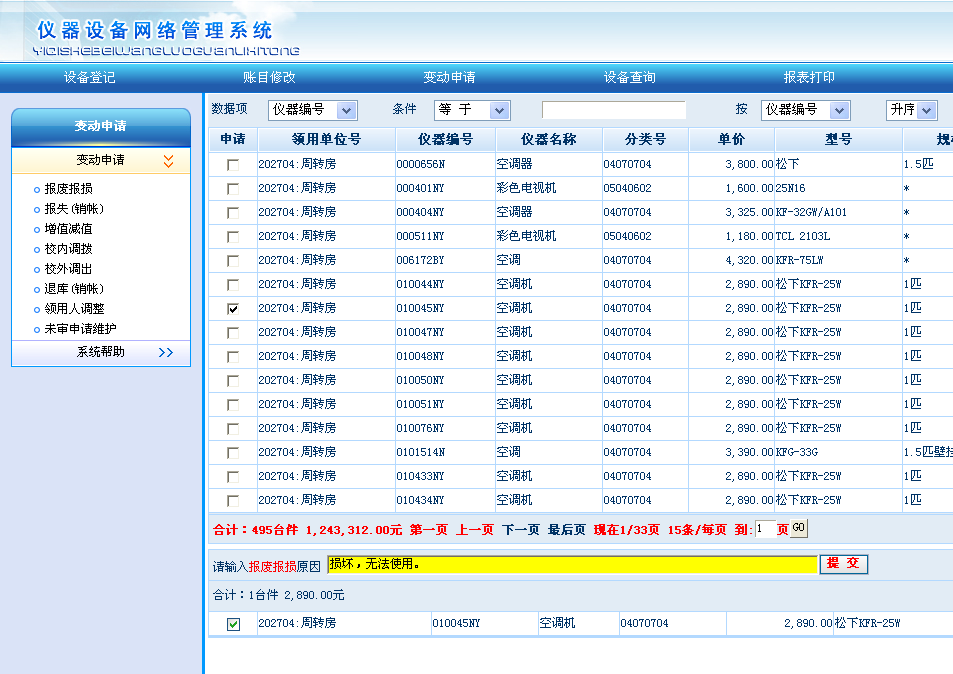 仪器设备网络管理系统
YIQISHEBEIWANGLUOGUANLIXITONG
设备登记 账目修改 变动申请 设备查询 报表打印
变动申请
变动申请
报废报损
报失(销帐)
增值减值
校内调拨
校外调出
退库(销帐)
领用人调整
未审申请维护
系统帮助 >>
数据项 仪器编号 条件 等 于 按 仪器编号 升序
申请 领用单位号 仪器编号 仪器名称 分类号 单价 型号 规
202704:周转房 0000656N 空调器 04070704 3,800.00 松下 1.5匹
202704:周转房 000401NY 彩色电视机 05040602 1,600.00 25N16 *
202704:周转房 000404NY 空调器 04070704 3,325.00 KF-32GW/A101 *
202704:周转房 000511NY 彩色电视机 05040602 1,180.00 TCL 2103L *
202704:周转房 006172BY 空调 04070704 4,320.00 KFR-75LW *
202704:周转房 010044NY 空调机 04070704 2,890.00 松下KFR-25W 1匹
202704:周转房 010045NY 空调机 04070704 2,890.00 松下KFR-25W 1匹
202704:周转房 010047NY 空调机 04070704 2,890.00 松下KFR-25W 1匹
202704:周转房 010048NY 空调机 04070704 2,890.00 松下KFR-25W 1匹
202704:周转房 010050NY 空调机 04070704 2,890.00 松下KFR-25W 1匹
202704:周转房 010051NY 空调机 04070704 2,890.00 松下KFR-25W 1匹
202704:周转房 010076NY 空调机 04070704 2,890.00 松下KFR-25W 1匹
202704:周转房 0101514N 空调 04070704 3,390.00 KFG-33G 1.5匹壁挂
202704:周转房 010433NY 空调机 04070704 2,890.00 松下KFR-25W 1匹
202704:周转房 010434NY 空调机 04070704 2,890.00 松下KFR-25W 1匹
合计：495台件 1,243,312.00元 第一页 上一页 下一页 最后页 现在1/33页 15条/每页 到:1 页 GO
请输入报废报损原因 损坏，无法使用。 提 交
合计：1台件 2,890.00元
202704:周转房 010045NY 空调机 04070704 2,890.00 松下KFR-25W